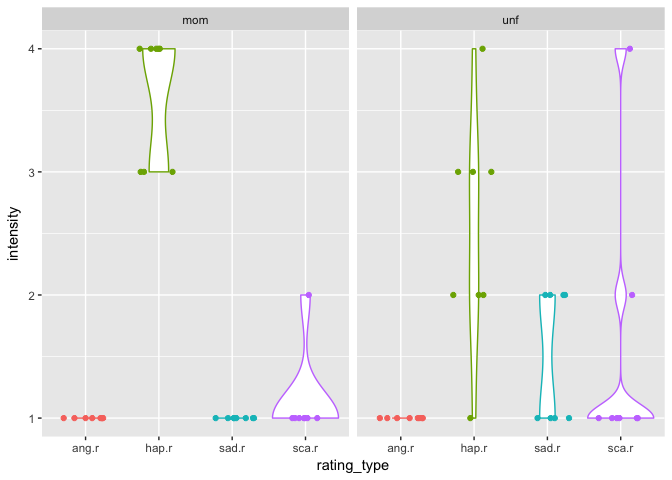 mom unf
4
3
2
1
intensity
ang.r hap.r sad.r sca.r ang.r hap.r sad.r sca.r
rating_type